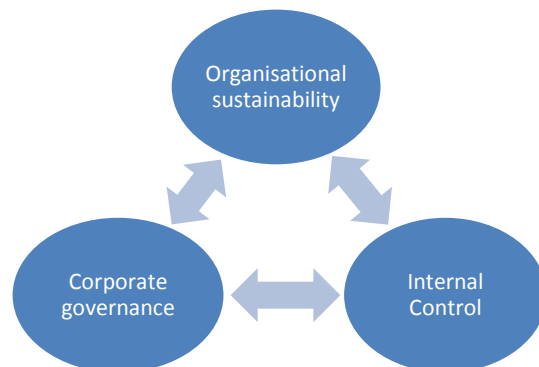 Organisational
sustainability
Corporate
governance
Internal
Control